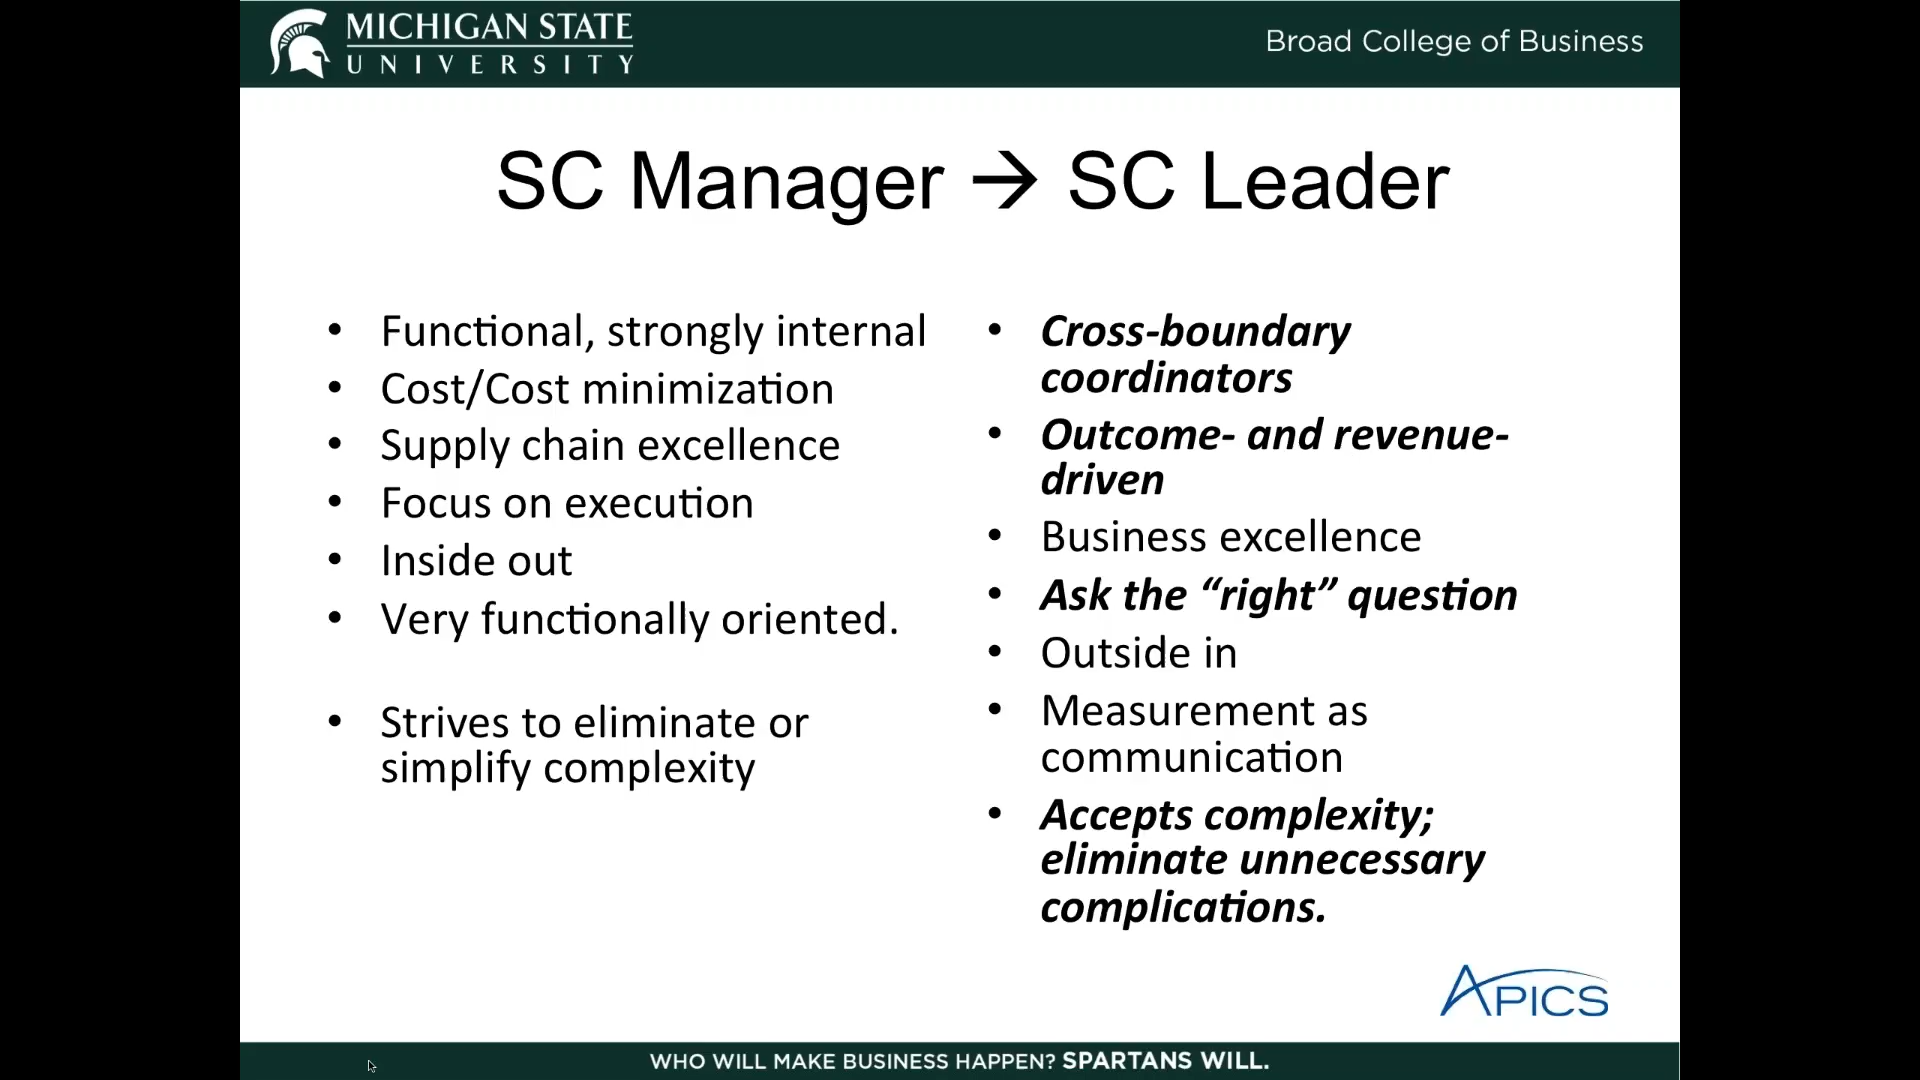 MICHIGAN STATE
UNIVERSITY
Broad College of Business
SC Manager → SC Leader
• Functional, strongly internal
• Cost/Cost minimization
• Supply chain excellence
• Focus on execution
• Inside out
• Very functionally oriented.
• Strives to eliminate or
simplify complexity
• Cross-boundary
coordinators
• Outcome- and revenue-
driven
• Business excellence
• Ask the “right” question
• Outside in
• Measurement as
communication
• Accepts complexity;
eliminate unnecessary
complications.
APICS
WHO WILL MAKE BUSINESS HAPPEN? SPARTANS WILL.